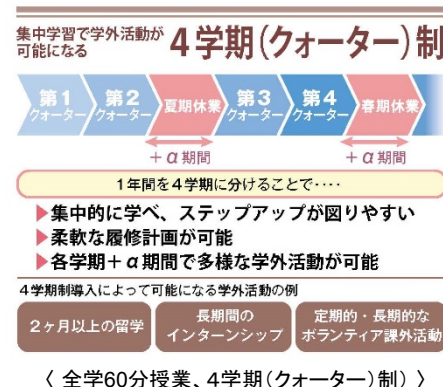 集中学習で学外活動が
可能になる
4学期(クォーター)制
第1
クォーター
第2
クォーター
夏期休業
第3
クォーター
第4
クォーター
春期休業
+α期間
+α期間
1年間を4学期に分けることで‥‥
▶集中的に学べ、ステップアップが図りやすい
▶柔軟な履修計画が可能
▶各学期+α期間で多様な学外活動が可能
4学期制導入によって可能になる学外活動の例
2ヶ月以上の留学
長期間の
インターンシップ
定期的・長期的な
ボランティア課外活動
〈 全学60分授業、4学期(クォーター)制) 〉